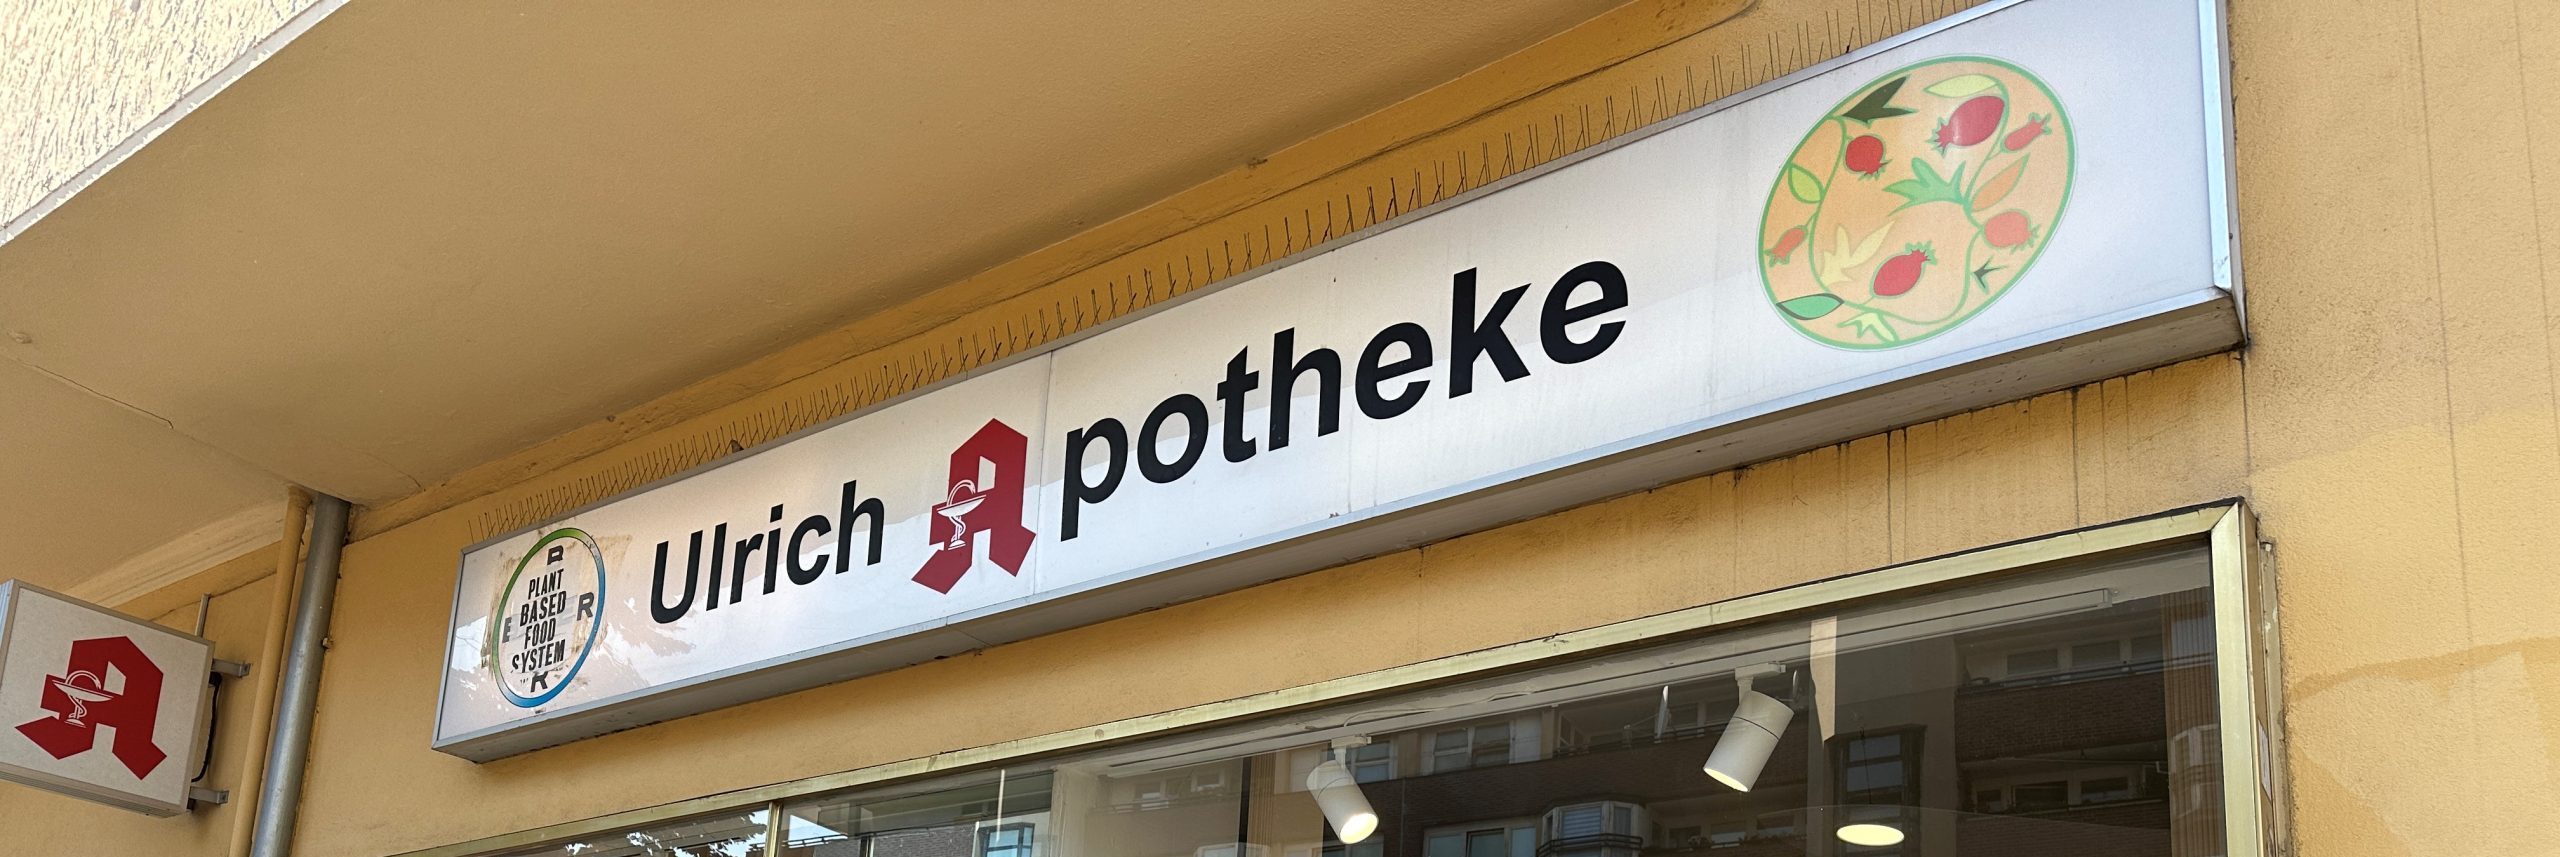 Ulrich Apotheke
B
PLANT
BASED
FOOD
SYSTEM
E
R
R
A